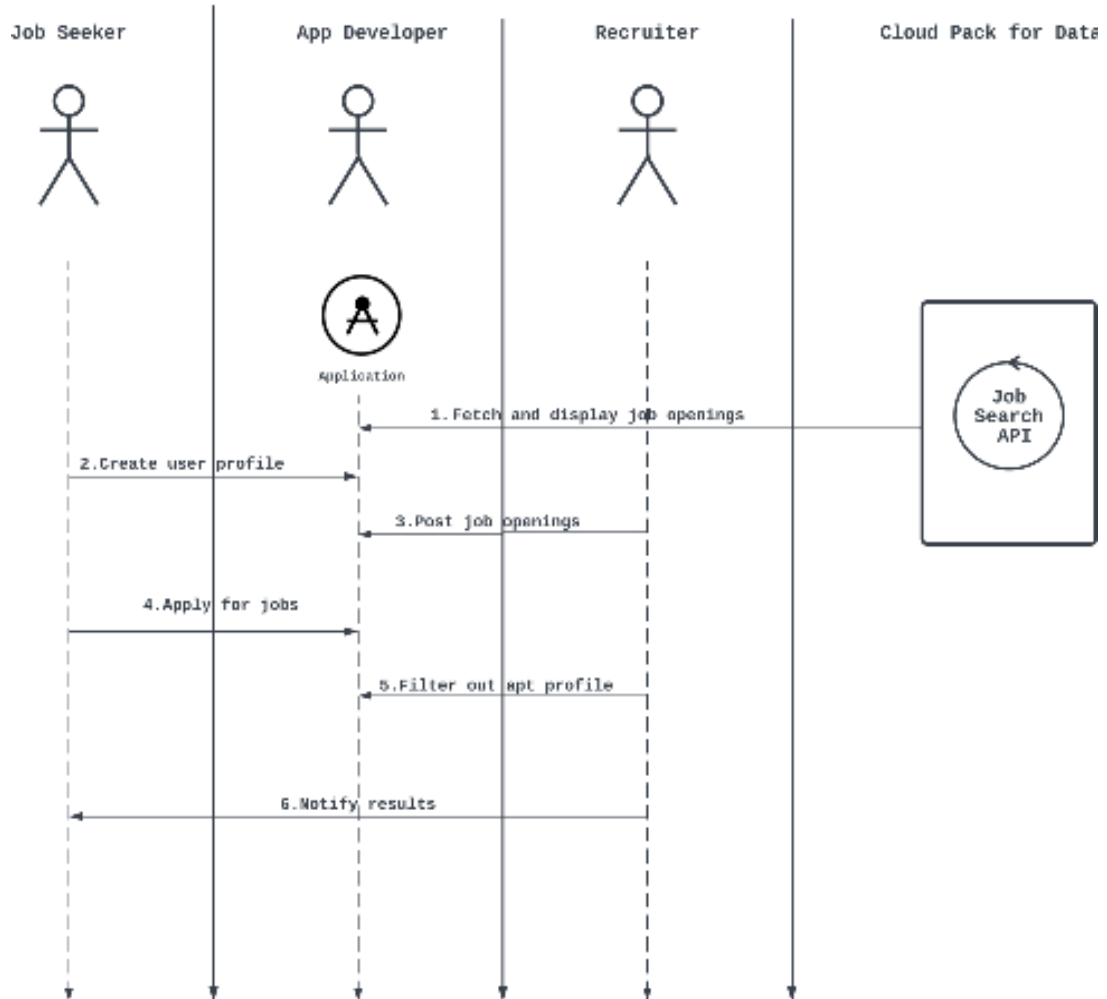 Job Seeker
App Developer
Recruiter
Cloud Pack for Data
Application
1.Fetch and display job openings
Job
Search
API
2.Create user profile
3.Post job openings
4.Apply for jobs
5.Filter out apt profile
6.Notify results